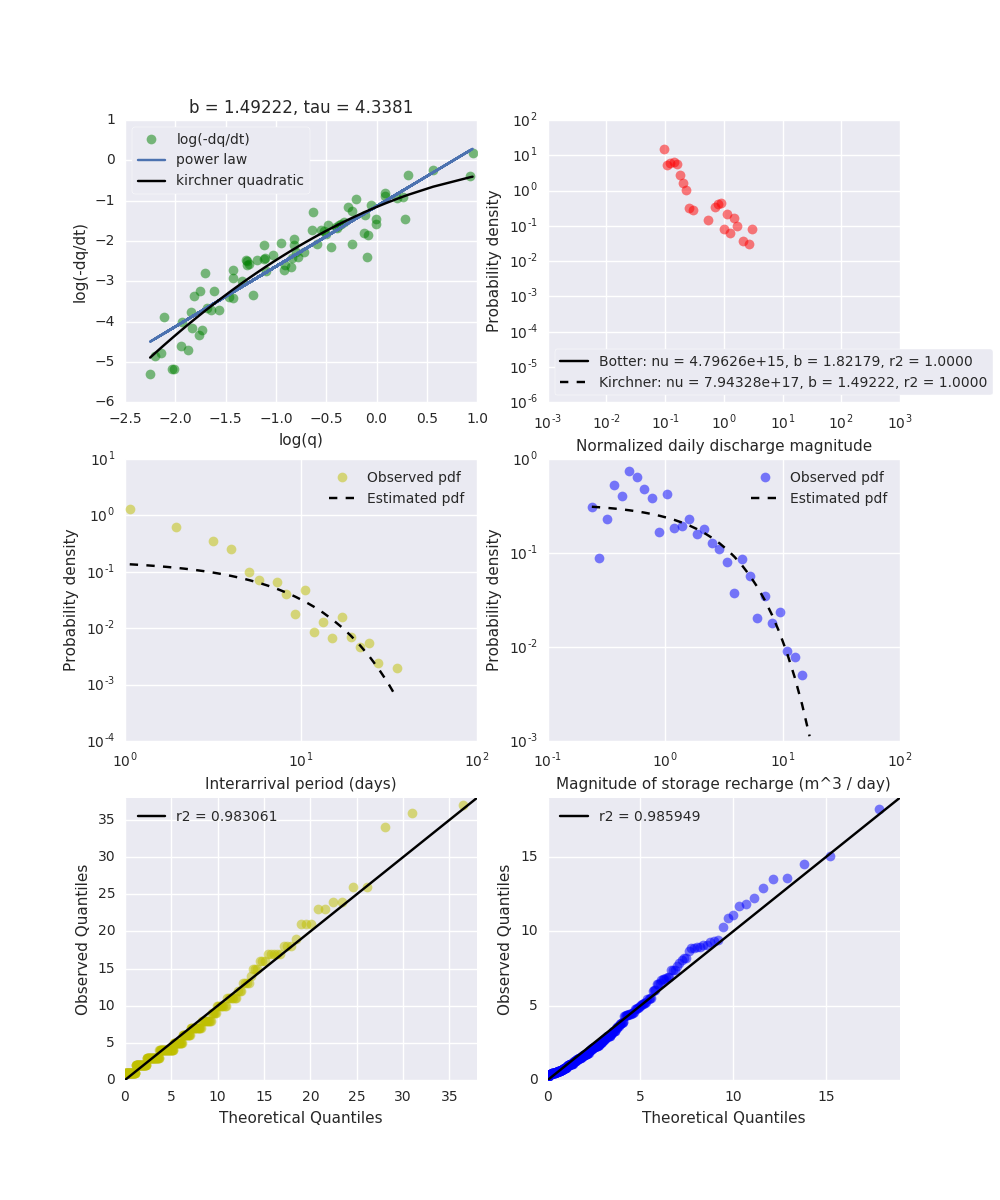 b = 1.49222, tau = 4.3381
log(-dq/dt)
power law
kirchner quadratic
1
0
−1
−2
−3
−4
−5
−6
log(-dq/dt)
−2.5 −2.0 −1.5 −1.0 −0.5 0.0 0.5 1.0
log(q)
10^2
10^1
10^0
10^-1
10^-2
10^-3
10^-4
10^-5
10^-6
Probability density
Botter: nu = 4.79626e+15, b = 1.82179, r2 = 1.0000
Kirchner: nu = 7.94328e+17, b = 1.49222, r2 = 1.0000
10^-3 10^-2 10^-1 10^0 10^1 10^2 10^3
Normalized daily discharge magnitude
Observed pdf
Estimated pdf
10^1
10^0
10^-1
10^-2
10^-3
10^-4
Probability density
10^0 10^1 10^2
Interarrival period (days)
Observed pdf
Estimated pdf
10^0
10^-1
10^-2
10^-3
Probability density
10^-1 10^0 10^1 10^2
Magnitude of storage recharge (m^3 / day)
r2 = 0.983061
35
30
25
20
15
10
5
0
Observed Quantiles
0 5 10 15 20 25 30 35
Theoretical Quantiles
r2 = 0.985949
15
10
5
0
Observed Quantiles
0 5 10 15
Theoretical Quantiles